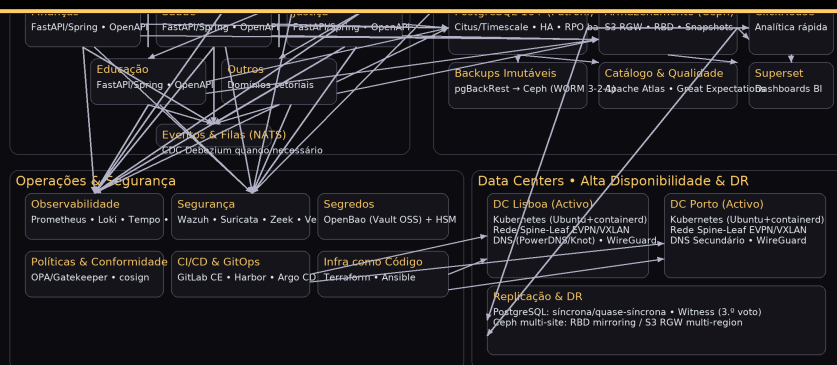 FastAPI/Spring • OpenAPI
FastAPI/Spring • OpenAPI
FastAPI/Spring • OpenAPI
Citus/Timescale • HA • RPO ba
S3 RGW • RBD • Snapshots
Analítica rápida
Educação
FastAPI/Spring • OpenAPI
Outros
Domínios setoriais
Backups Imutáveis
pgBackRest → Ceph (WORM 3-2-1)
Catálogo & Qualidade
Apache Atlas • Great Expectations
Superset
Dashboards BI
Eventos & Filas (NATS)
CDC Debezium quando necessário
Operações & Segurança
Observabilidade
Prometheus • Loki • Tempo •
Segurança
Wazuh • Suricata • Zeek • Ve
Segredos
OpenBao (Vault OSS) + HSM
Políticas & Conformidade
OPA/Gatekeeper • cosign
CI/CD & GitOps
GitLab CE • Harbor • Argo CD
Infra como Código
Terraform • Ansible
Data Centers • Alta Disponibilidade & DR
DC Lisboa (Activo)
Kubernetes (Ubuntu+containerd)
Rede Spine-Leaf EVPN/VXLAN
DNS (PowerDNS/Knot) • WireGuard
DC Porto (Activo)
Kubernetes (Ubuntu+containerd)
Rede Spine-Leaf EVPN/VXLAN
DNS Secundário • WireGuard
Replicação & DR
PostgreSQL: síncrona/quase-síncrona • Witness (3.º voto)
Ceph multi-site: RBD mirroring / S3 RGW multi-region